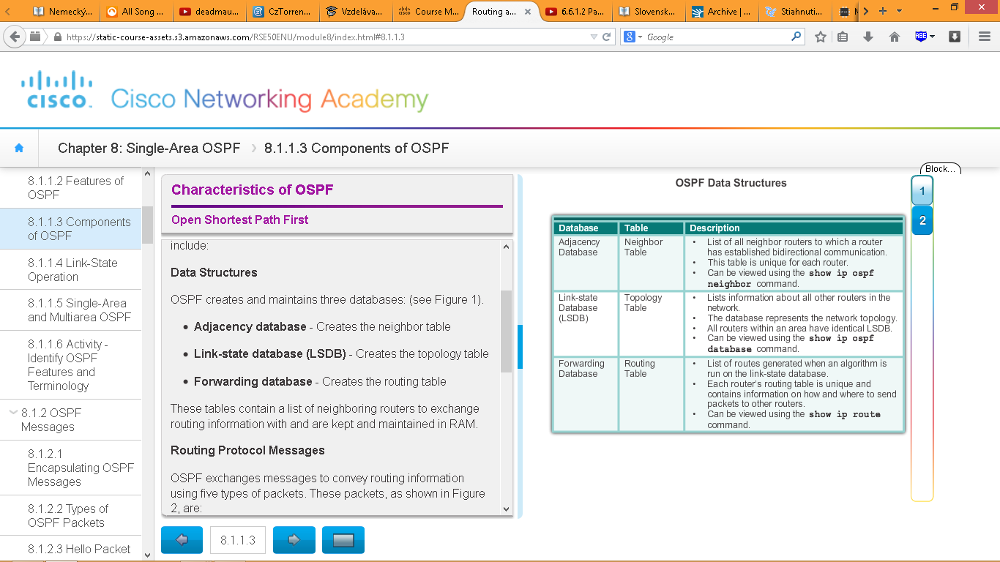 Nemecký...
All Song ...
deadmau...
CzTorren...
Vzdeláva...
Course M...
Routing a...
6.6.1.2 Pa...
Slovensk...
Archive | ...
Stiahnuti...
https://static-course-assets.s3.amazonaws.com/RSE50ENU/module8/index.html#8.1.1.3
Google
CISCO
Cisco Networking Academy
Chapter 8: Single-Area OSPF
8.1.1.3 Components of OSPF
8.1.1.2 Features of
OSPF
8.1.1.3 Components
of OSPF
8.1.1.4 Link-State
Operation
8.1.1.5 Single-Area
and Multiarea OSPF
8.1.1.6 Activity -
Identify OSPF
Features and
Terminology
8.1.2 OSPF
Messages
8.1.2.1
Encapsulating OSPF
Messages
8.1.2.2 Types of
OSPF Packets
8.1.2.3 Hello Packet
Characteristics of OSPF
Open Shortest Path First
include:
Data Structures
OSPF creates and maintains three databases: (see Figure 1).
• Adjacency database - Creates the neighbor table
• Link-state database (LSDB) - Creates the topology table
• Forwarding database - Creates the routing table
These tables contain a list of neighboring routers to exchange
routing information with and are kept and maintained in RAM.
Routing Protocol Messages
OSPF exchanges messages to convey routing information
using five types of packets. These packets, as shown in Figure
2, are:
8.1.1.3
OSPF Data Structures
Database Table Description
Adjacency
Database
Neighbor
Table
• List of all neighbor routers to which a router
has established bidirectional communication.
• This table is unique for each router.
• Can be viewed using the show ip ospf
neighbor command.
Link-state
Database
(LSDB)
Topology
Table
• Lists information about all other routers in the
network.
• The database represents the network topology.
• All routers within an area have identical LSDB.
• Can be viewed using the show ip ospf
database command.
Forwarding
Database
Routing
Table
• List of routes generated when an algorithm is
run on the link-state database.
• Each router's routing table is unique and
contains information on how and where to send
packets to other routers.
• Can be viewed using the show ip route
command.
Block...
1
2